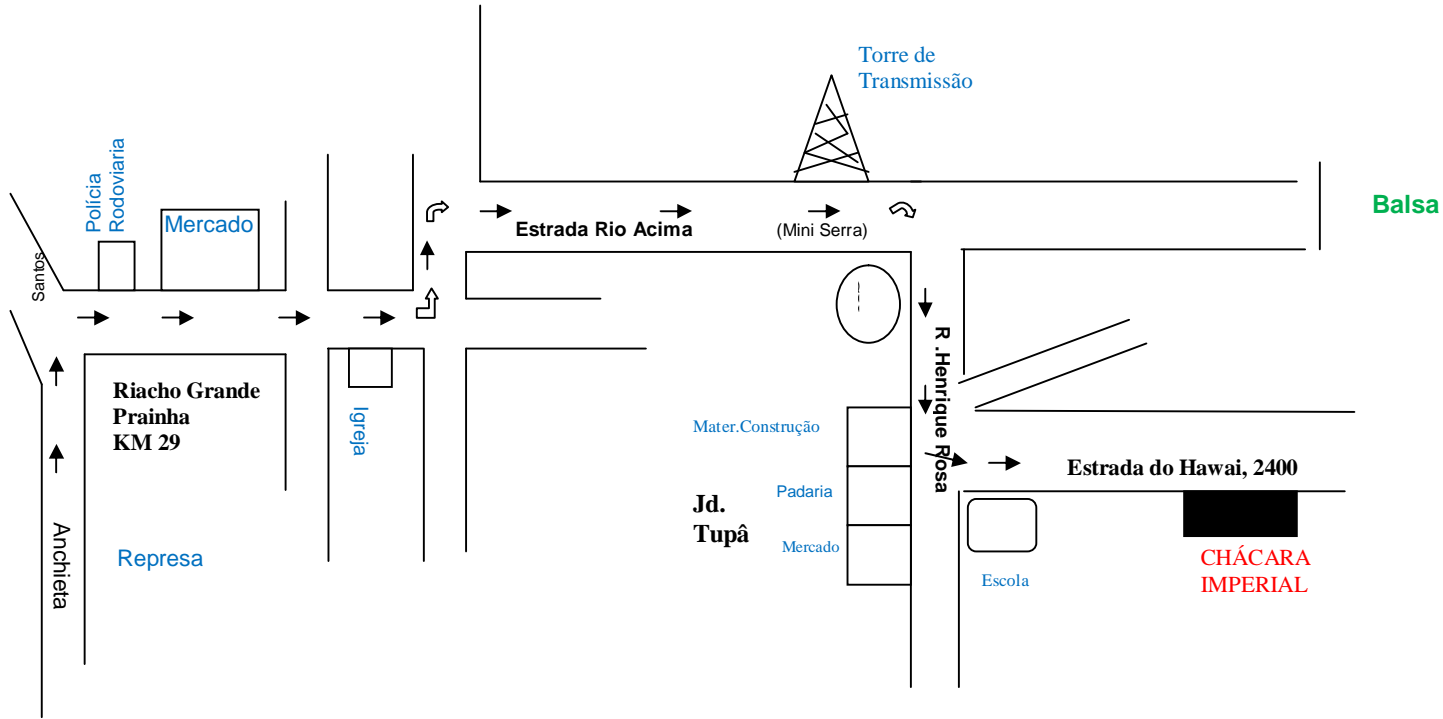 Torre de
Transmissão
Polícia
Rodoviaria
Mercado
Balsa
Estrada Rio Acima
(Mini Serra)
Santos
R .Henrique Rosa
Riacho Grande
Prainha
KM 29
Igreja
Mater.Construção
Estrada do Hawai, 2400
Padaria
Jd.
Tupâ
Mercado
Anchieta
Represa
Escola
CHÁCARA
IMPERIAL